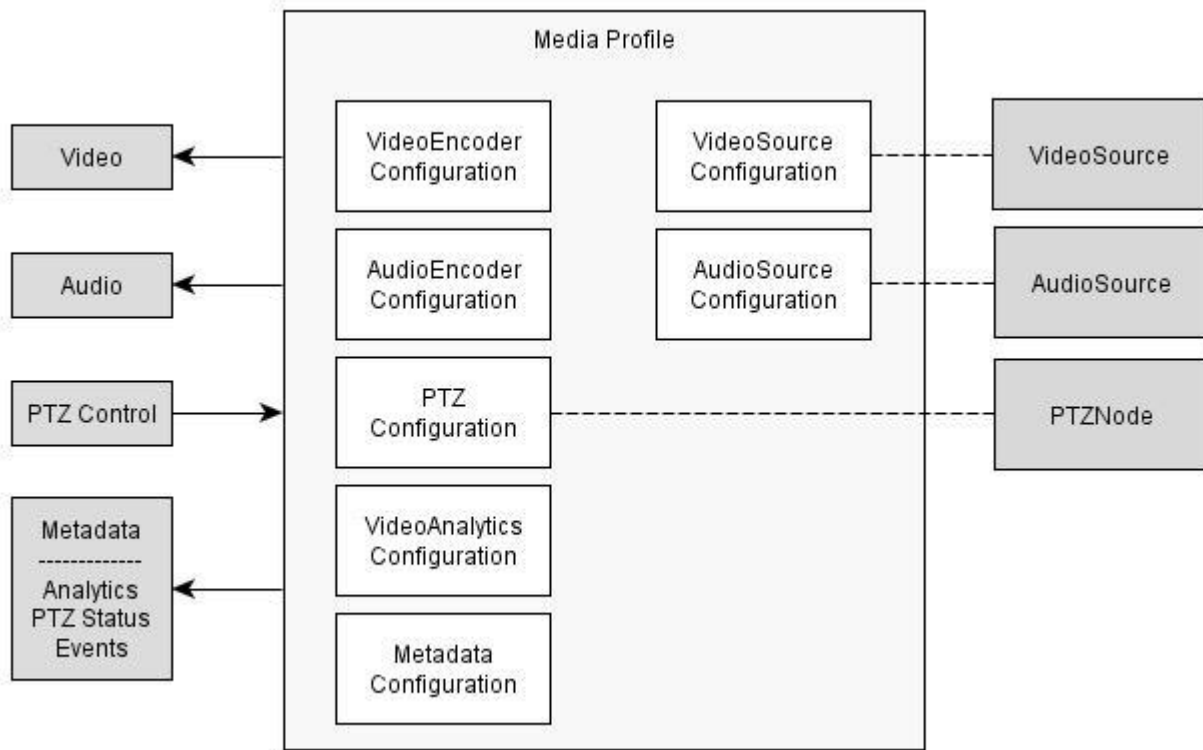 Media Profile
Video
Audio
PTZ Control
Metadata
-------------
Analytics
PTZ Status
Events
VideoEncoder
Configuration
AudioEncoder
Configuration
PTZ
Configuration
VideoAnalytics
Configuration
Metadata
Configuration
VideoSource
Configuration
AudioSource
Configuration
VideoSource
AudioSource
PTZNode